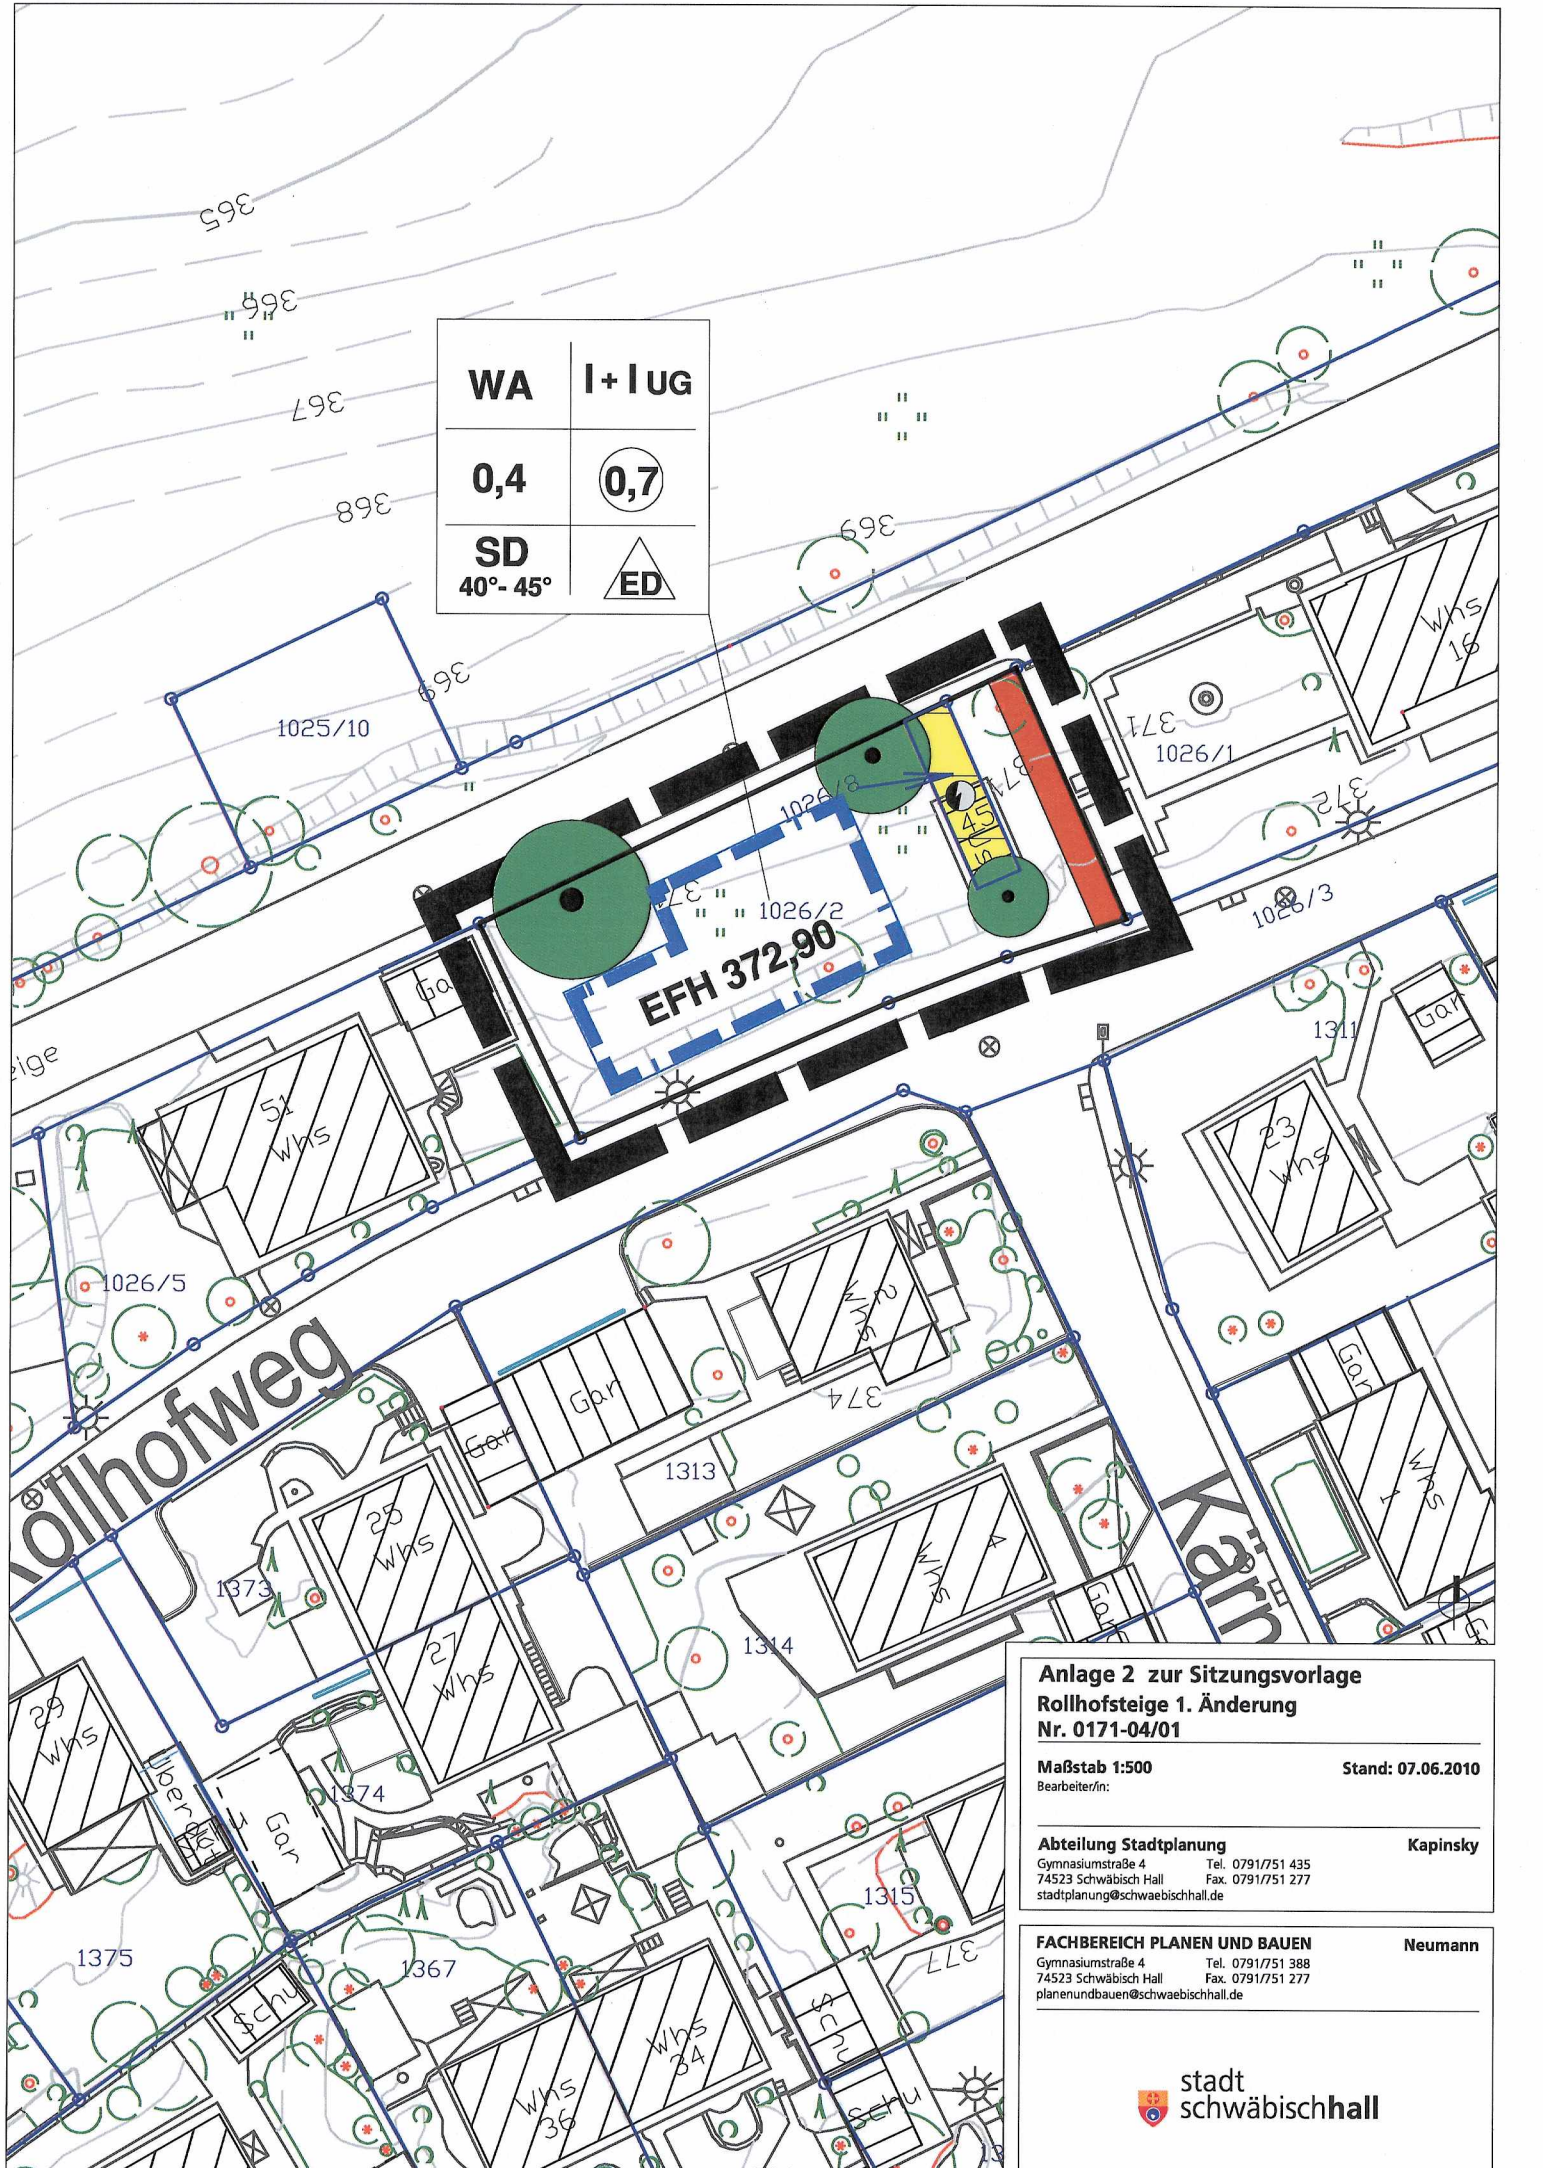 365
366
367
368
369
369
WA
I + I UG
0,4
0,7
SD
40°- 45°
ED
Whs
16
1025/10
371
1026/1
372
1026/8
371
45
1026/2
EFH 372,90
1026/3
Gar
1311
Gar
51
Whs
23
Whs
1026/5
2
Whs
Gar
Gar
374
Gar
Whs
1
1313
25
Whs
4
Whs
1373
1314
Gar
27
Whs
29
Whs
1374
Gar
1315
377
1375
1367
Schu
Schu
Whs
34
Whs
36
Schu
Anlage 2 zur Sitzungsvorlage
Rollhofsteige 1. Änderung
Nr. 0171-04/01
Maßstab 1:500 Stand: 07.06.2010
Bearbeiter/in:
Abteilung Stadtplanung Kapinsky
Gymnasiumstraße 4 Tel. 0791/751 435
74523 Schwäbisch Hall Fax. 0791/751 277
stadtplanung@schwaebischhall.de
FACHBEREICH PLANEN UND BAUEN Neumann
Gymnasiumstraße 4 Tel. 0791/751 388
74523 Schwäbisch Hall Fax. 0791/751 277
planenundbauen@schwaebischhall.de
stadt
schwäbischhall